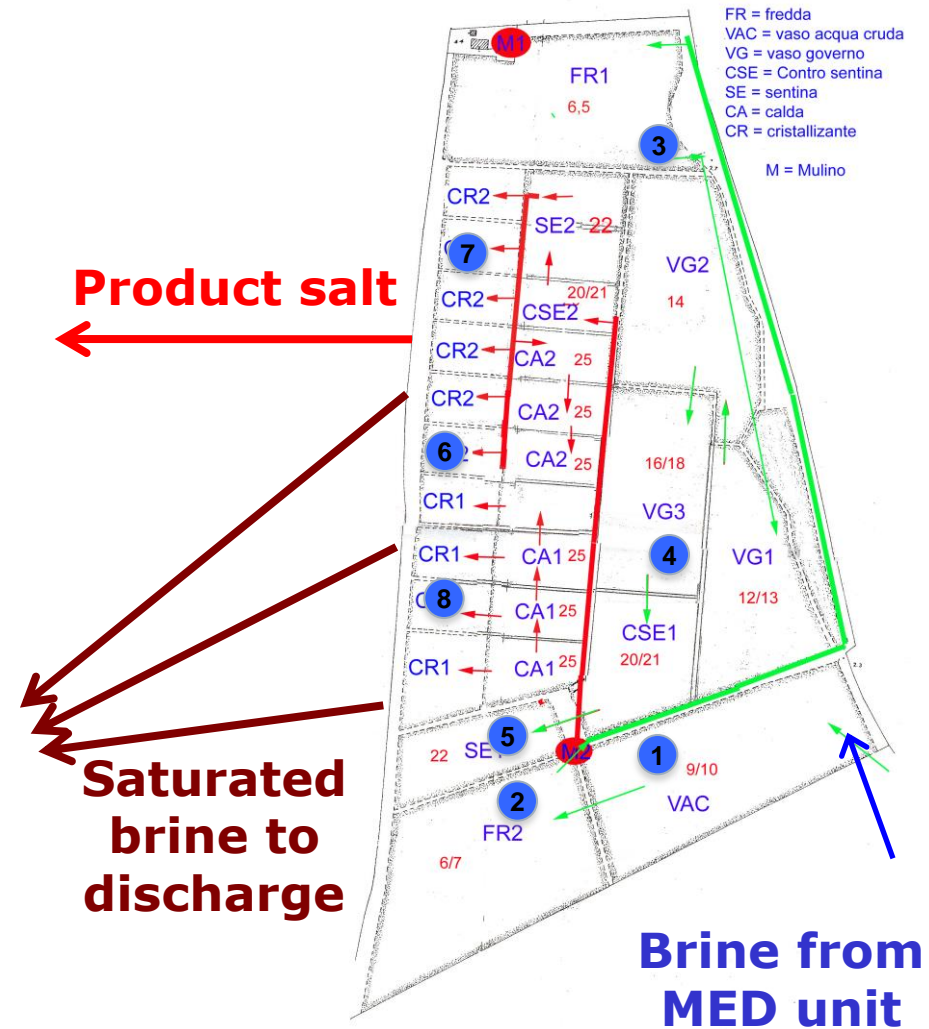 FR = fredda
VAC = vaso acqua cruda
VG = vaso governo
CSE = Contro sentina
SE = sentina
CA = calda
CR = cristallizante
M = Mulino
M1
FR1
6,5
3
CR2
SE2
22
7
VG2
14
Product salt
CR2
20/21
CSE2
CR2
CA2
25
CR2
CA2
25
6
CA2
25
16/18
CR1
VG3
CR1
CA1
25
4
VG1
12/13
8
CA1
25
CSE1
20/21
CR1
CA1
25
2.3
5
22
M2
1
9/10
Saturated
brine to
discharge
2
VAC
FR2
6/7
Brine from
MED unit